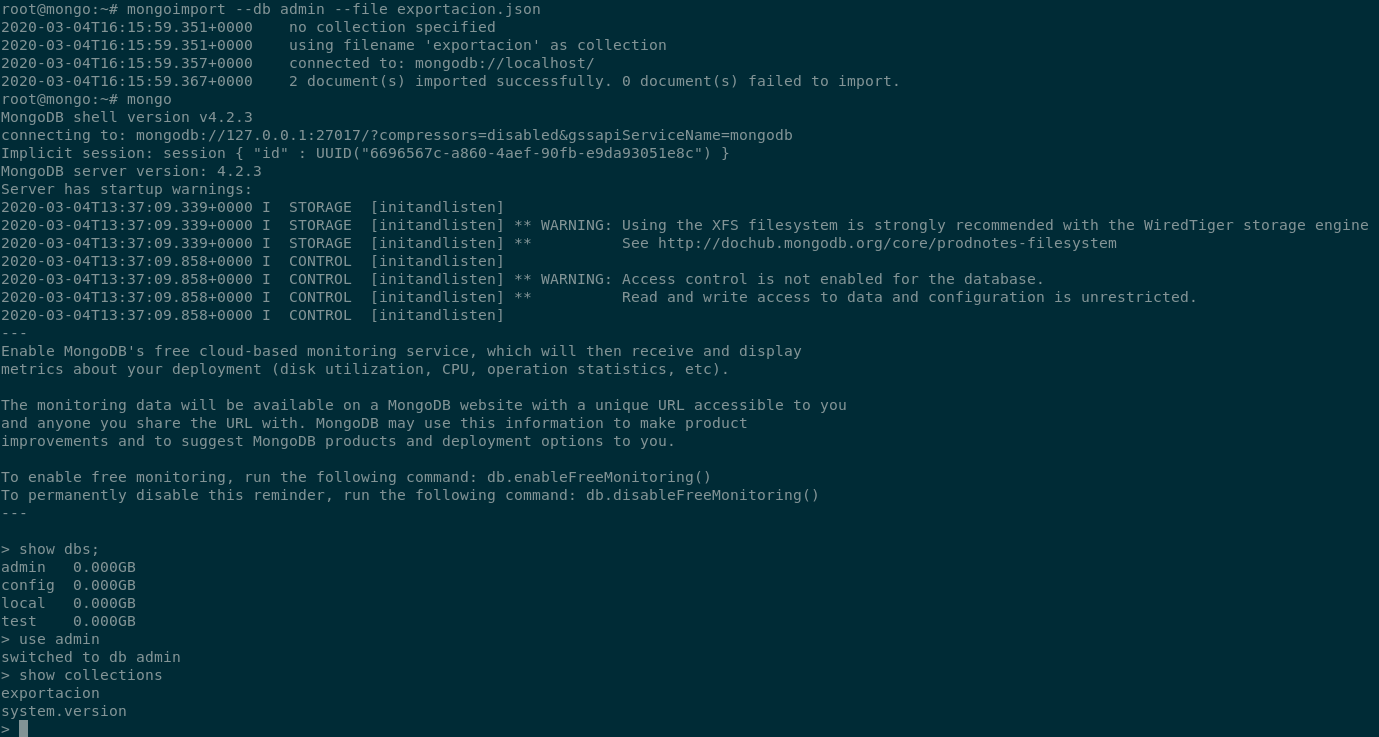 root@mongo:~# mongoimport --db admin --file exportacion.json
2020-03-04T16:15:59.351+0000    no collection specified
2020-03-04T16:15:59.351+0000    using filename 'exportacion' as collection
2020-03-04T16:15:59.357+0000    connected to: mongodb://localhost/
2020-03-04T16:15:59.367+0000    2 document(s) imported successfully. 0 document(s) failed to import.
root@mongo:~# mongo
MongoDB shell version v4.2.3
connecting to: mongodb://127.0.0.1:27017/?compressors=disabled&gssapiServiceName=mongodb
Implicit session: session { "id" : UUID("6696567c-a860-4aef-90fb-e9da93051e8c") }
MongoDB server version: 4.2.3
Server has startup warnings:
2020-03-04T13:37:09.339+0000 I  STORAGE  [initandlisten]
2020-03-04T13:37:09.339+0000 I  STORAGE  [initandlisten] ** WARNING: Using the XFS filesystem is strongly recommended with the WiredTiger storage engine
2020-03-04T13:37:09.339+0000 I  STORAGE  [initandlisten] **          See http://dochub.mongodb.org/core/prodnotes-filesystem
2020-03-04T13:37:09.858+0000 I  CONTROL  [initandlisten]
2020-03-04T13:37:09.858+0000 I  CONTROL  [initandlisten] ** WARNING: Access control is not enabled for the database.
2020-03-04T13:37:09.858+0000 I  CONTROL  [initandlisten] **          Read and write access to data and configuration is unrestricted.
2020-03-04T13:37:09.858+0000 I  CONTROL  [initandlisten]
---
Enable MongoDB's free cloud-based monitoring service, which will then receive and display
metrics about your deployment (disk utilization, CPU, operation statistics, etc).

The monitoring data will be available on a MongoDB website with a unique URL accessible to you
and anyone you share the URL with. MongoDB may use this information to make product
improvements and to suggest MongoDB products and deployment options to you.

To enable free monitoring, run the following command: db.enableFreeMonitoring()
To permanently disable this reminder, run the following command: db.disableFreeMonitoring()
---

> show dbs;
admin   0.000GB
config  0.000GB
local   0.000GB
test    0.000GB
> use admin
switched to db admin
> show collections
exportacion
system.version
>